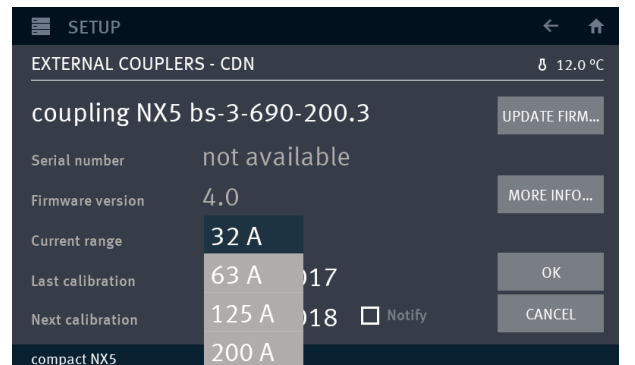 SETUP
EXTERNAL COUPLERS - CDN 12.0 °C
coupling NX5 bs-3-690-200.3 UPDATE FIRM...
Serial number not available
Firmware version 4.0 MORE INFO...
Current range 32 A
Last calibration 63 A 017 OK
Next calibration 125 A 018 Notify CANCEL
compact NX5 200 A